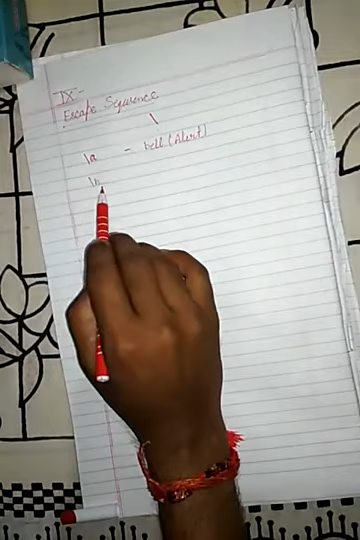 IX -
Escape Sequence
\
\a - bell (Alert)
\b